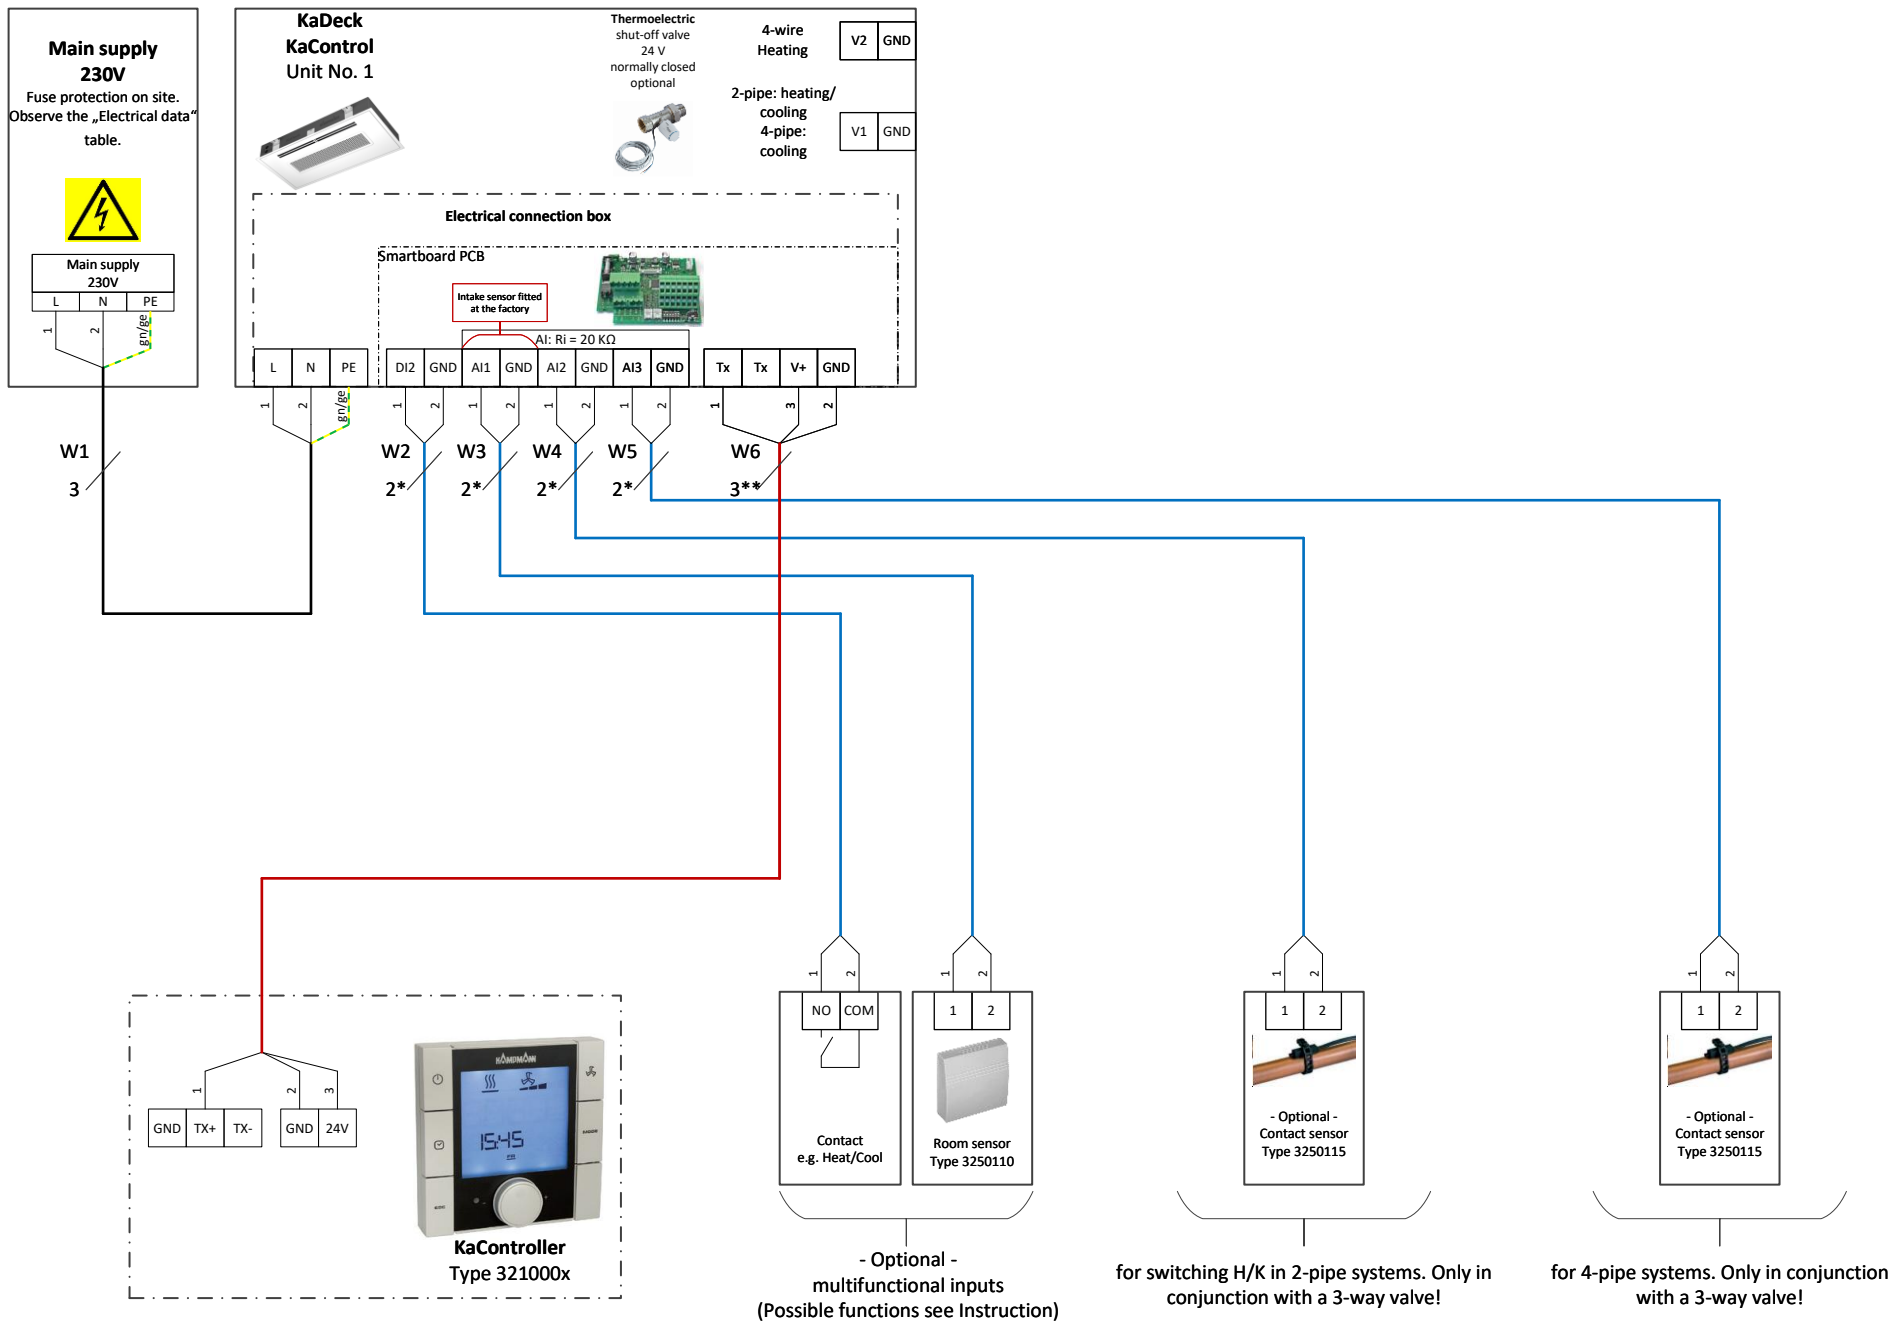 Main supply
230V
Fuse protection on site.
Observe the „Electrical data“
table.
Main supply
230V
L N PE
1 2 gn/ge
W1
3
KaDeck
KaControl
Unit No. 1
Thermoelectric
shut-off valve
24 V
normally closed
optional
4-wire
Heating
V2 GND
2-pipe: heating/
cooling
4-pipe:
cooling
V1 GND
Electrical connection box
Smartboard PCB
Intake sensor fitted
at the factory
AI: Ri = 20 KΩ
L N PE DI2 GND AI1 GND AI2 GND AI3 GND Tx Tx V+ GND
1 2 gn/ge 1 2 1 2 1 2 1 2 1 3 2
W2 W3 W4 W5 W6
2* 2* 2* 2* 3**
1 2 3
GND TX+ TX- GND 24V
KAMPMANN
15:45
FR
ESC
KaController
Type 321000x
1 2
NO COM
Contact
e.g. Heat/Cool
1 2
1 2
Room sensor
Type 3250110
- Optional -
multifunctional inputs
(Possible functions see Instruction)
1 2
1 2
- Optional -
Contact sensor
Type 3250115
for switching H/K in 2-pipe systems. Only in
conjunction with a 3-way valve!
1 2
1 2
- Optional -
Contact sensor
Type 3250115
for 4-pipe systems. Only in conjunction
with a 3-way valve!